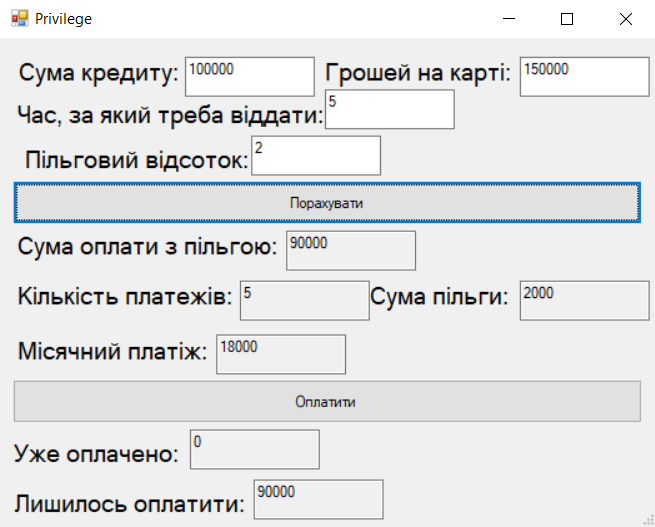 Privilege
Сума кредиту: 100000 Грошей на карті: 150000
Час, за який треба віддати: 5
Пільговий відсоток: 2
Порахувати
Сума оплати з пільгою: 90000
Кількість платежів: 5 Сума пільги: 2000
Місячний платіж: 18000
Оплатити
Уже оплачено: 0
Лишилось оплатити: 90000